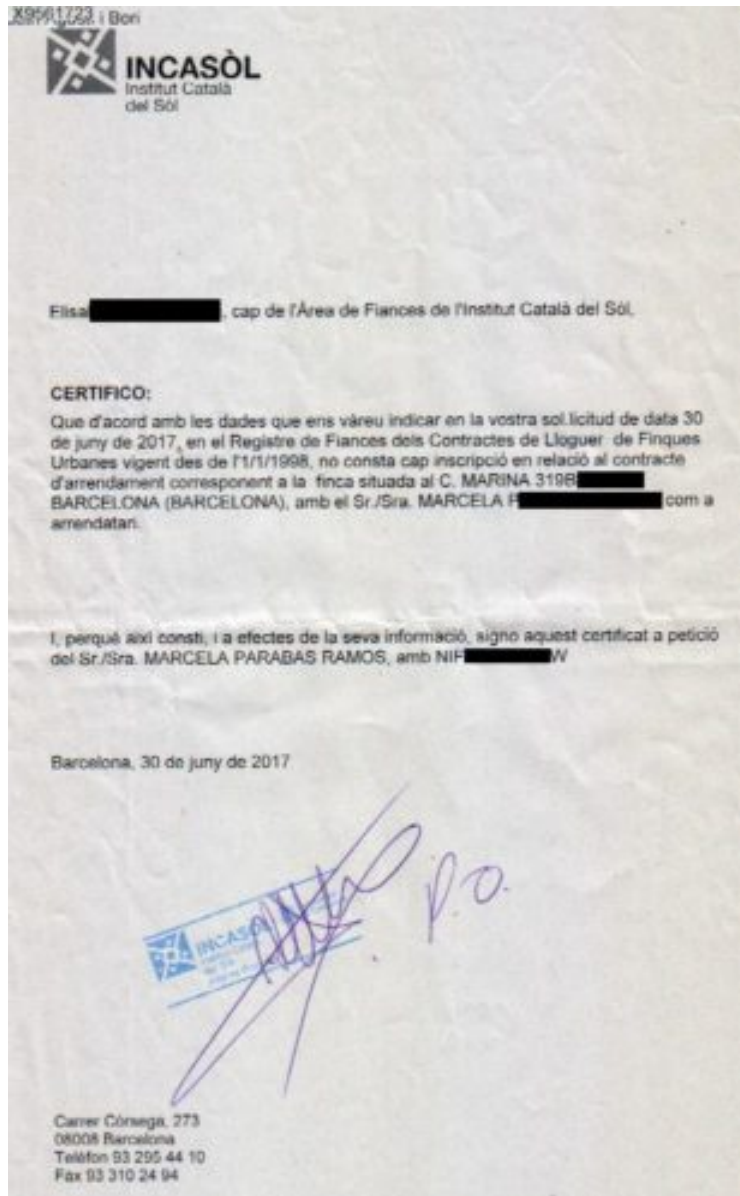 X9561723
i Bori
INCASÒL
Institut Català
del Sòl
Elisa , cap de l'Àrea de Fiances de l'Institut Català del Sòl,
CERTIFICO:
Que d'acord amb les dades que ens vàreu indicar en la vostra sol.licitud de data 30
de juny de 2017, en el Registre de Fiances dels Contractes de Lloguer de Finques
Urbanes vigent des de l'1/1/1998, no consta cap inscripció en relació al contracte
d'arrendament corresponent a la finca situada al C. MARINA 319B
BARCELONA (BARCELONA), amb el Sr./Sra. MARCELA P com a
arrendatari.
I, perquè així consti, i a efectes de la seva informació, signo aquest certificat a petició
del Sr./Sra. MARCELA PARABAS RAMOS, amb NIF W
Barcelona, 30 de juny de 2017
P.O.
INCASÒL
Carrer Còrsega, 273
08008 Barcelona
Telèfon 93 295 44 10
Fax 93 310 24 94